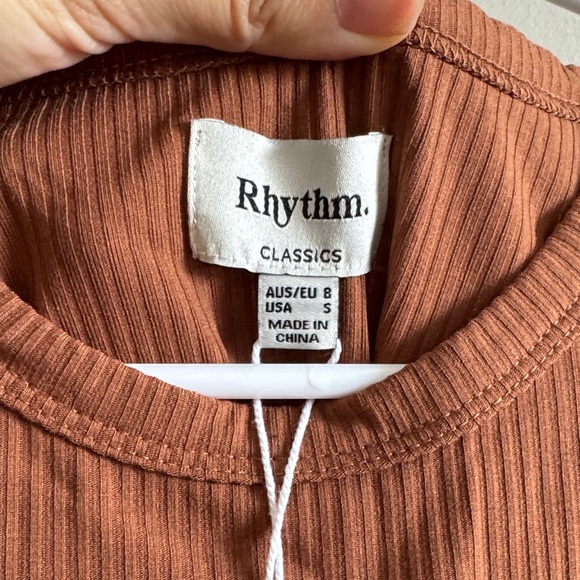 Rhythm.
CLASSICS
AUS/EU 8
USA S
MADE IN
CHINA